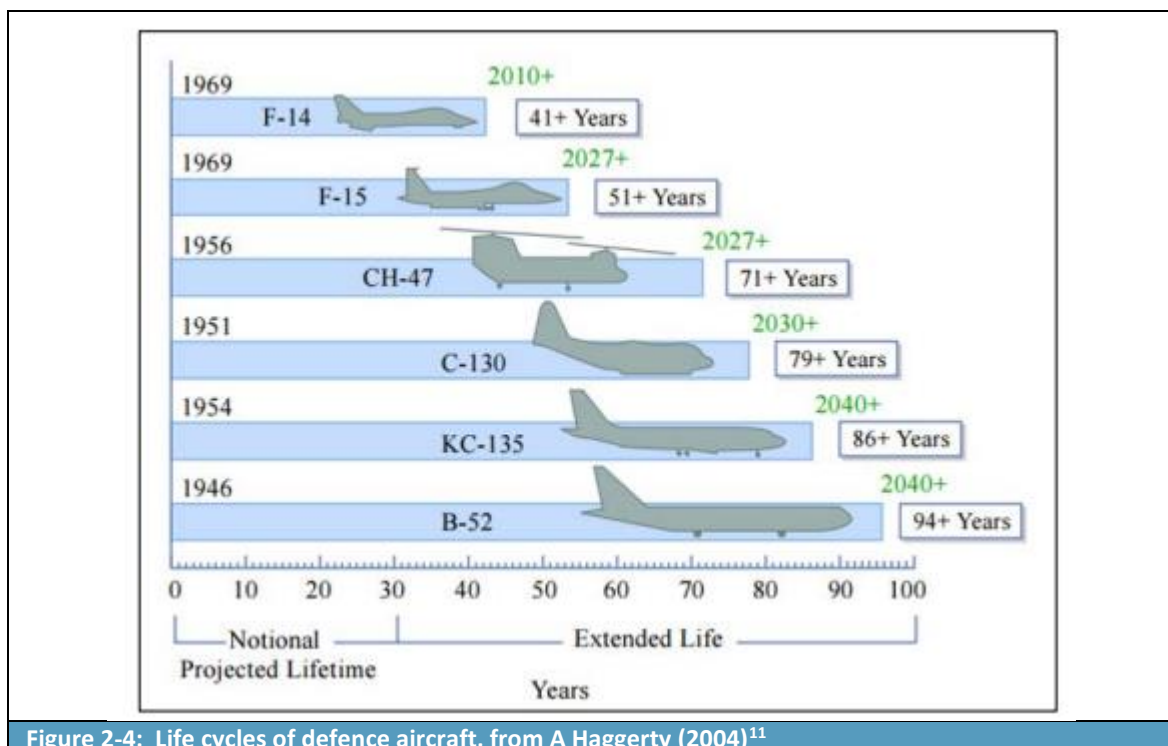 1969
2010+
F-14
41+ Years
1969
2027+
F-15
51+ Years
1956
2027+
CH-47
71+ Years
1951
2030+
C-130
79+ Years
1954
2040+
KC-135
86+ Years
1946
2040+
B-52
94+ Years
0 10 20 30 40 50 60 70 80 90 100
Notional
Projected Lifetime
Extended Life
Years
Figure 2-4: Life cycles of defence aircraft, from A Haggerty (2004)11